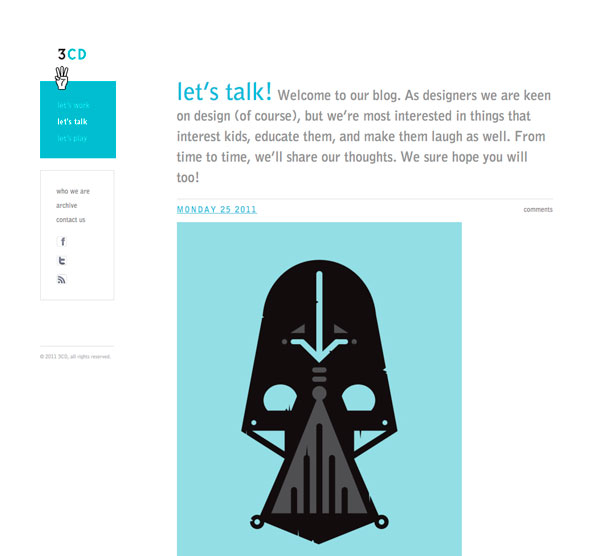 3CD
let's work
let's talk
let's play
who we are
archive
contact us
f
t
© 2011 3CD, all rights reserved.
let's talk! Welcome to our blog. As designers we are keen
on design (of course), but we're most interested in things that
interest kids, educate them, and make them laugh as well. From
time to time, we'll share our thoughts. We sure hope you will
too!
MONDAY 25 2011
comments